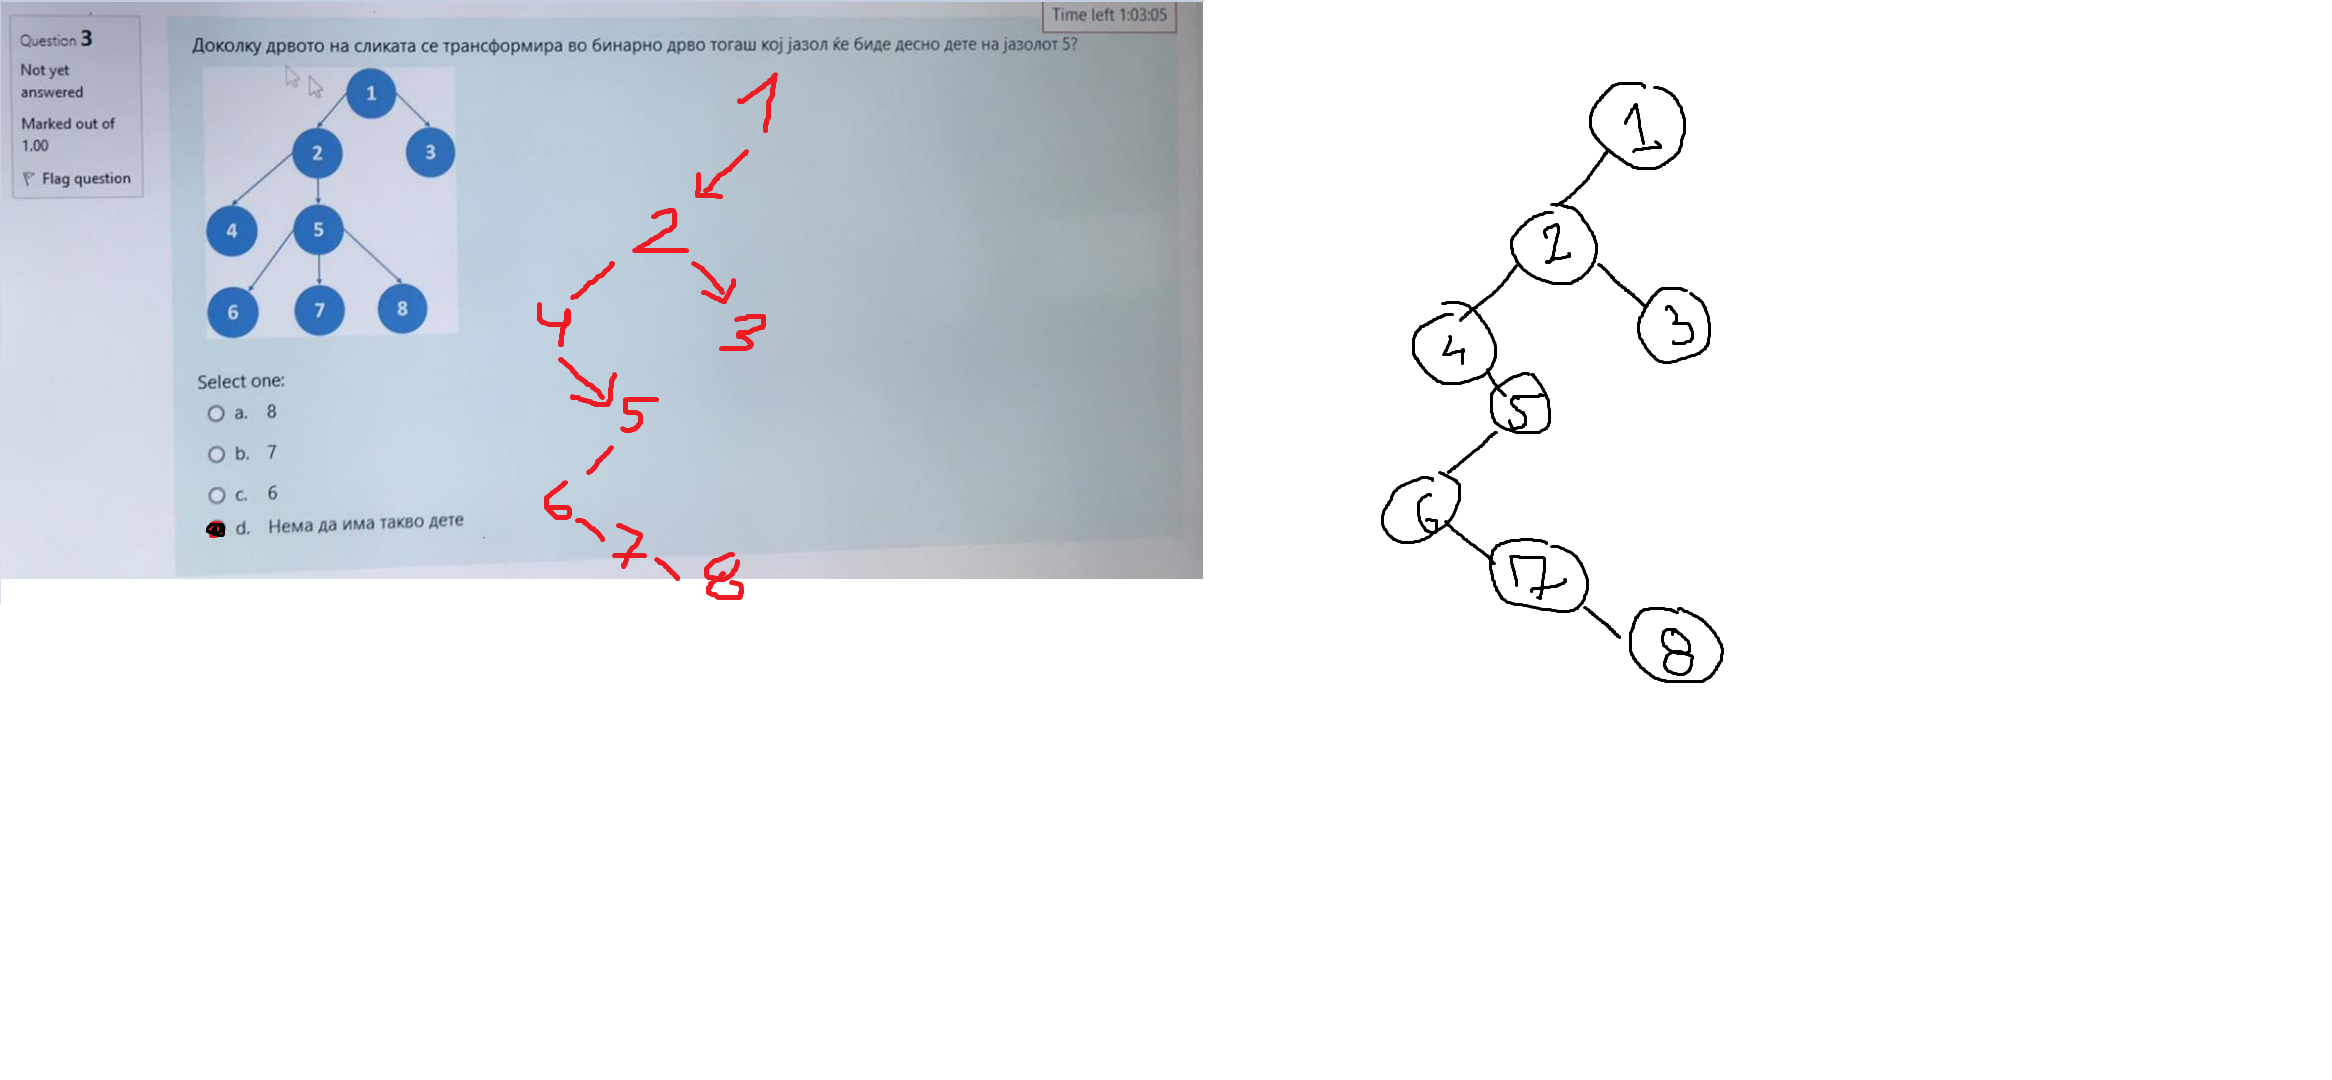 Time left 1:03:05
Question 3
Not yet
answered
Marked out of
1.00
Flag question
Доколку дрвото на сликата се трансформира во бинарно дрво тогаш кој јазол ќе биде десно дете на јазолот 5?
1
2
3
4
5
6
7
8
Select one:
a. 8
b. 7
c. 6
d. Нема да има такво дете
1
2
4
3
5
6
7
8
1
2
4
3
5
6
7
8